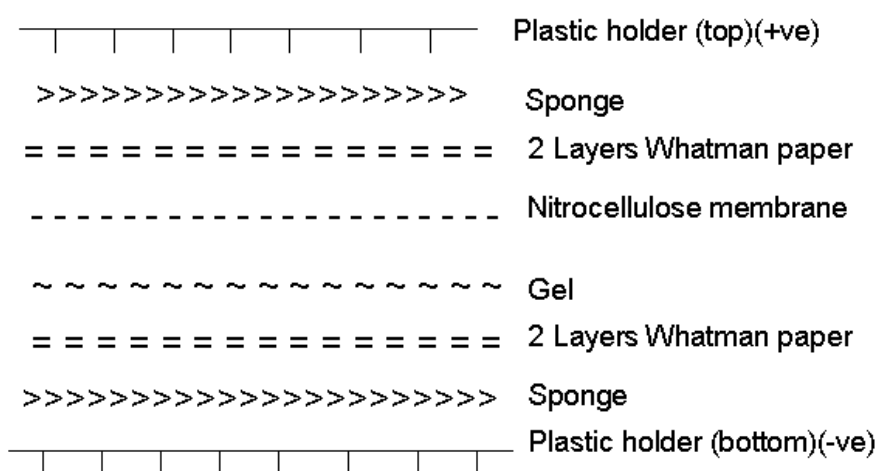 Plastic holder (top)(+ve)
Sponge
2 Layers Whatman paper
Nitrocellulose membrane
Gel
2 Layers Whatman paper
Sponge
Plastic holder (bottom)(-ve)